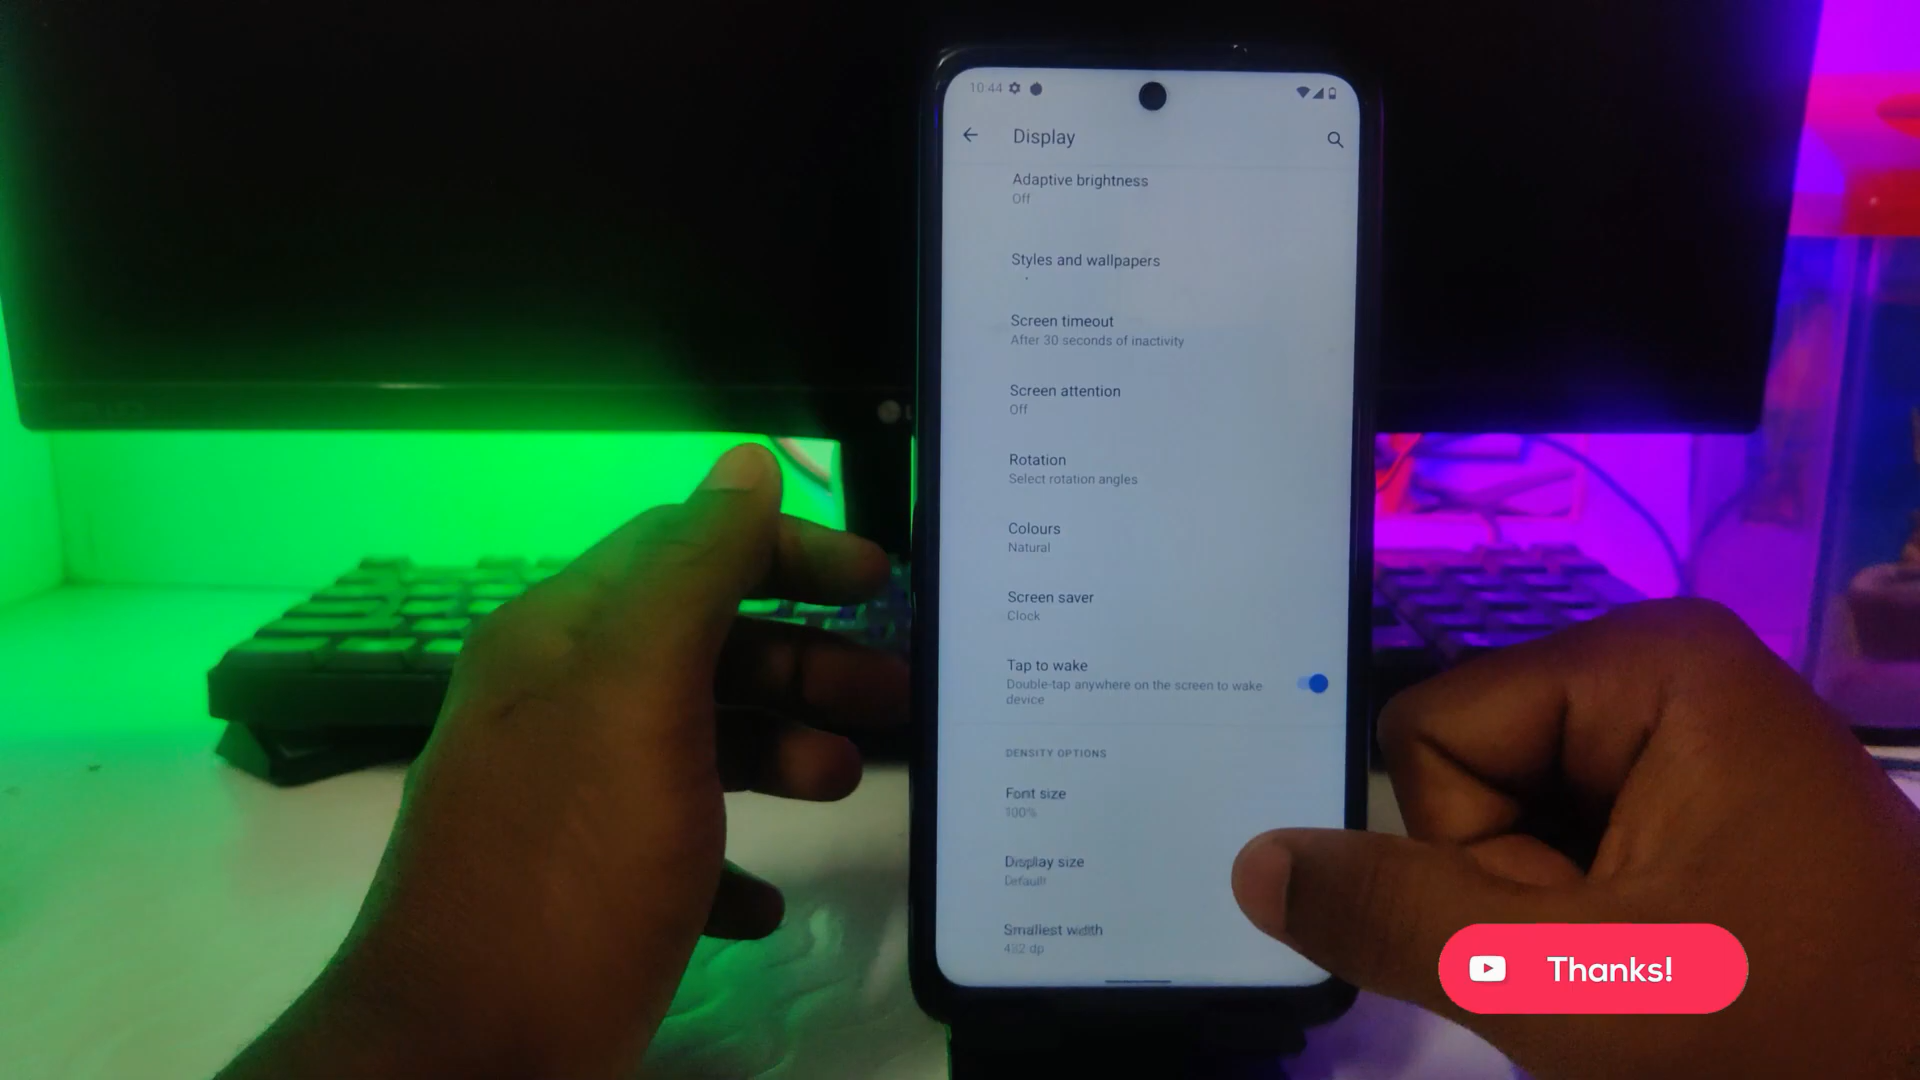 10:44
Display
Adaptive brightness
Off
Styles and wallpapers
Screen timeout
After 30 seconds of inactivity
Screen attention
Off
Rotation
Select rotation angles
Colours
Natural
Screen saver
Clock
Tap to wake
Double-tap anywhere on the screen to wake
device
DENSITY OPTIONS
Font size
100%
Display size
Default
Smallest width
dp
Thanks!